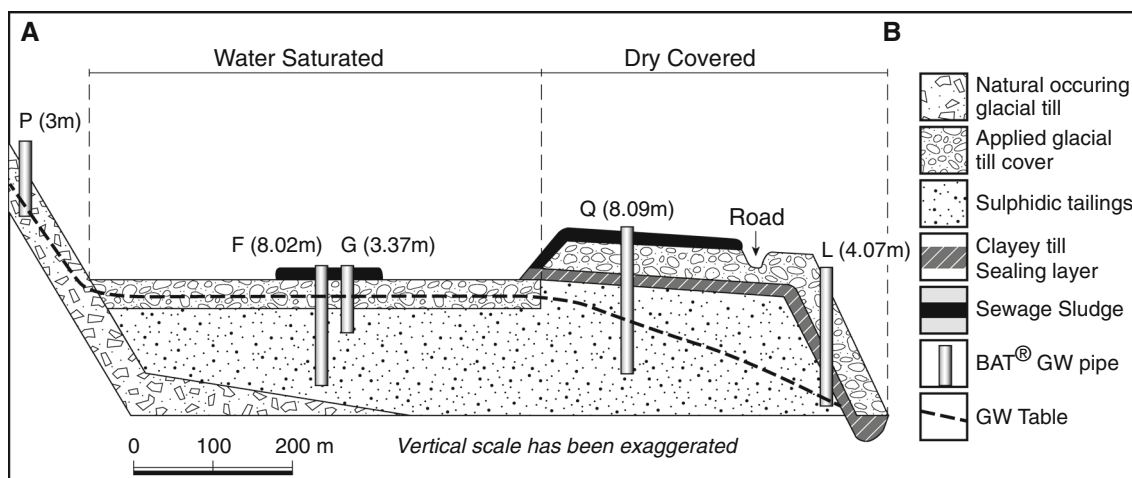 A
B
Water Saturated
Dry Covered
P (3m)
F (8.02m)
G (3.37m)
Q (8.09m)
Road
L (4.07m)
0 100 200 m
Vertical scale has been exaggerated
Natural occuring
glacial till
Applied glacial
till cover
Sulphidic tailings
Clayey till
Sealing layer
Sewage Sludge
BAT® GW pipe
GW Table